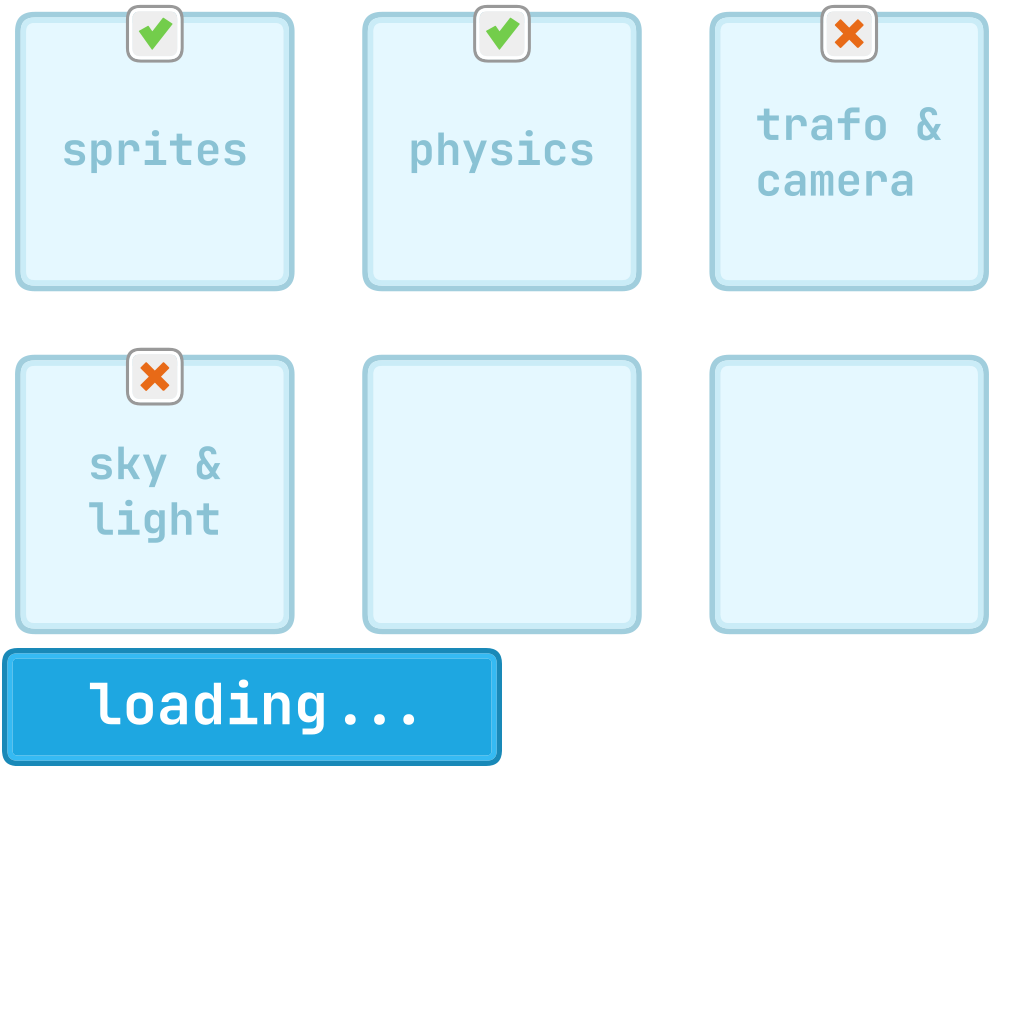 sprites
physics
trafo &
camera
sky &
light
loading...